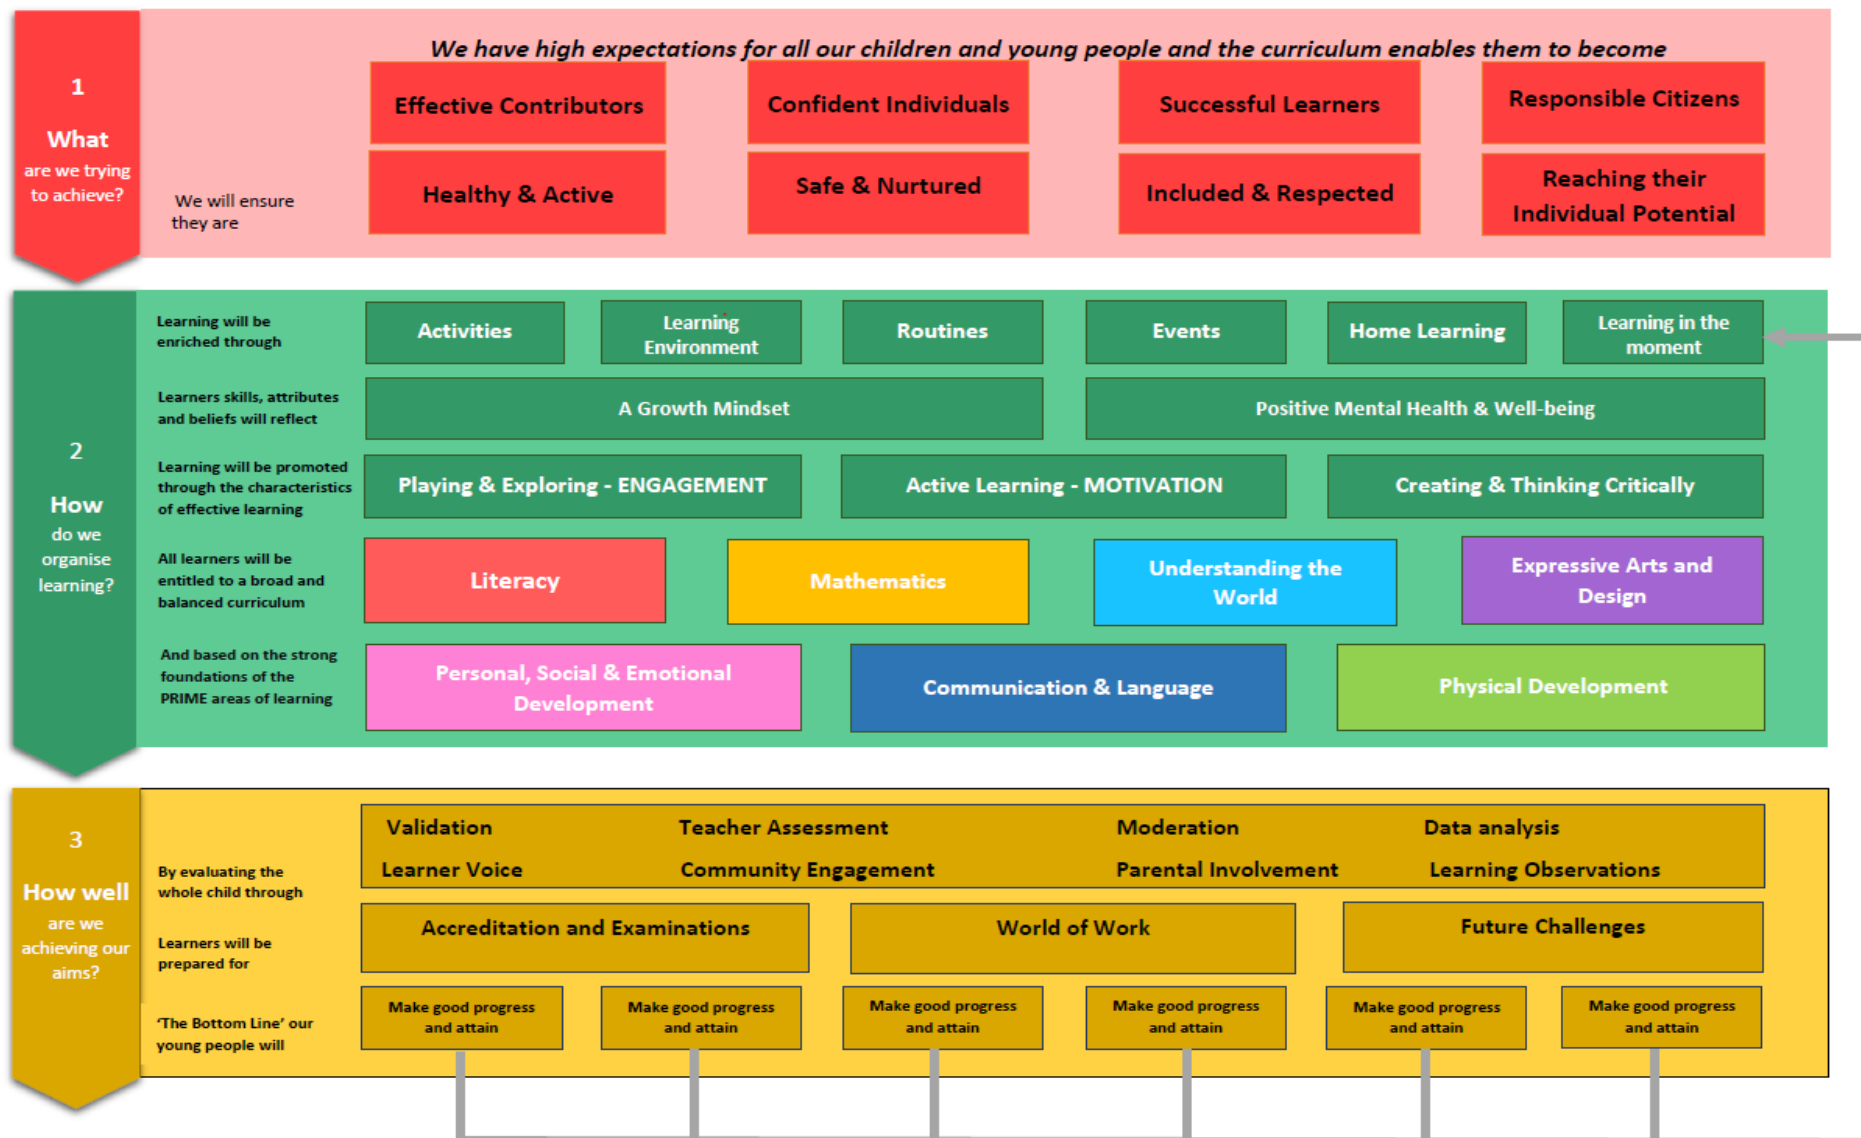 1
What
are we trying
to achieve?
We have high expectations for all our children and young people and the curriculum enables them to become
Effective Contributors
Confident Individuals
Successful Learners
Responsible Citizens
We will ensure
they are
Healthy & Active
Safe & Nurtured
Included & Respected
Reaching their
Individual Potential
2
How
do we
organise
learning?
Learning will be
enriched through
Activities
Learning
Environment
Routines
Events
Home Learning
Learning in the
moment
Learners skills, attributes
and beliefs will reflect
A Growth Mindset
Positive Mental Health & Well-being
Learning will be promoted
through the characteristics
of effective learning
Playing & Exploring - ENGAGEMENT
Active Learning - MOTIVATION
Creating & Thinking Critically
All learners will be
entitled to a broad and
balanced curriculum
Literacy
Mathematics
Understanding the
World
Expressive Arts and
Design
And based on the strong
foundations of the
PRIME areas of learning
Personal, Social & Emotional
Development
Communication & Language
Physical Development
3
How well
are we
achieving our
aims?
By evaluating the
whole child through
Validation
Teacher Assessment
Moderation
Data analysis
Learner Voice
Community Engagement
Parental Involvement
Learning Observations
Learners will be
prepared for
Accreditation and Examinations
World of Work
Future Challenges
'The Bottom Line' our
young people will
Make good progress
and attain
Make good progress
and attain
Make good progress
and attain
Make good progress
and attain
Make good progress
and attain
Make good progress
and attain